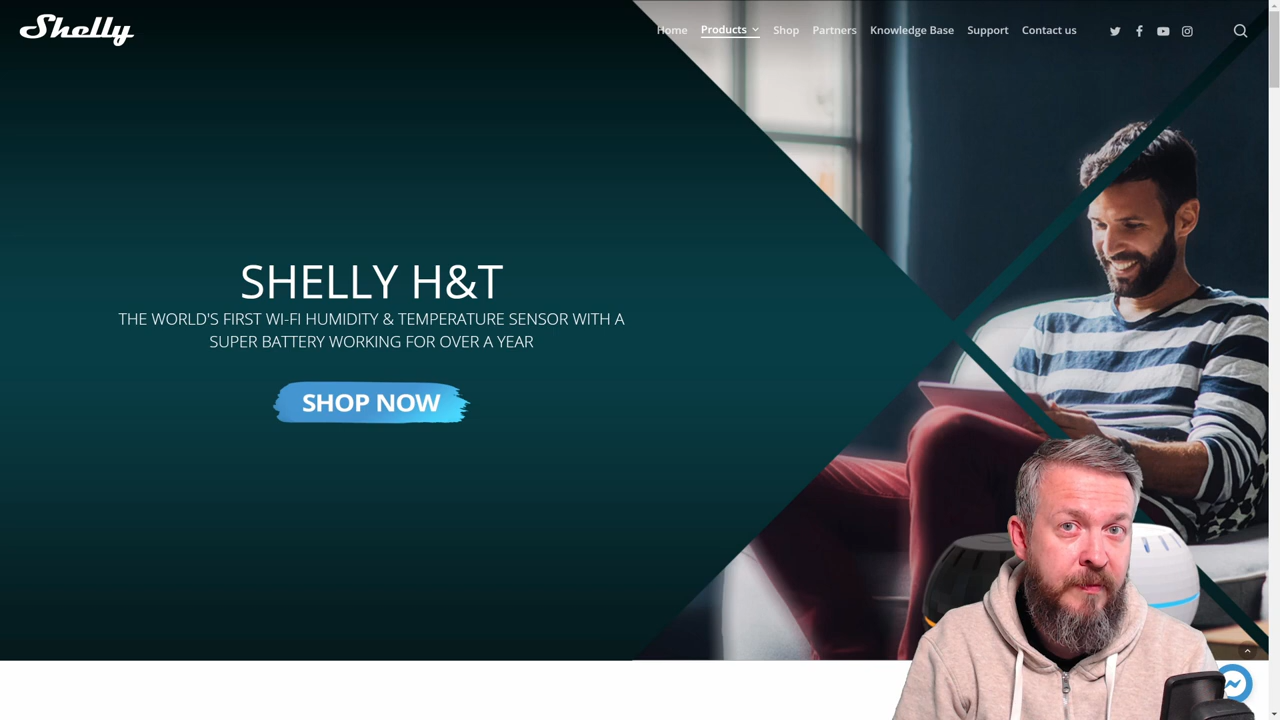 Shelly
Home Products Shop Partners Knowledge Base Support Contact us
SHELLY H&T
THE WORLD'S FIRST WI-FI HUMIDITY & TEMPERATURE SENSOR WITH A
SUPER BATTERY WORKING FOR OVER A YEAR
SHOP NOW